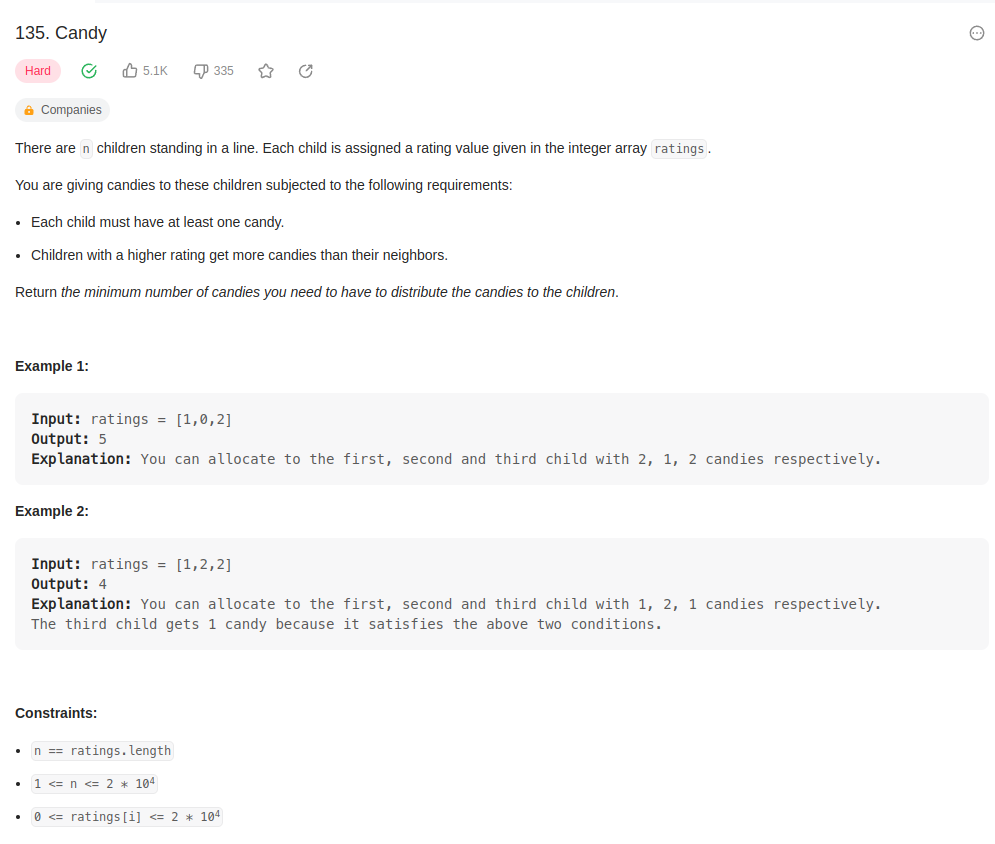 135. Candy
Hard
5.1K
335
Companies
There are n children standing in a line. Each child is assigned a rating value given in the integer array ratings.
You are giving candies to these children subjected to the following requirements:
• Each child must have at least one candy.
• Children with a higher rating get more candies than their neighbors.
Return the minimum number of candies you need to have to distribute the candies to the children.
Example 1:
Input: ratings = [1,0,2]
Output: 5
Explanation: You can allocate to the first, second and third child with 2, 1, 2 candies respectively.
Example 2:
Input: ratings = [1,2,2]
Output: 4
Explanation: You can allocate to the first, second and third child with 1, 2, 1 candies respectively.
The third child gets 1 candy because it satisfies the above two conditions.
Constraints:
• n == ratings.length
• 1 <= n <= 2 * 10⁴
• 0 <= ratings[i] <= 2 * 10⁴